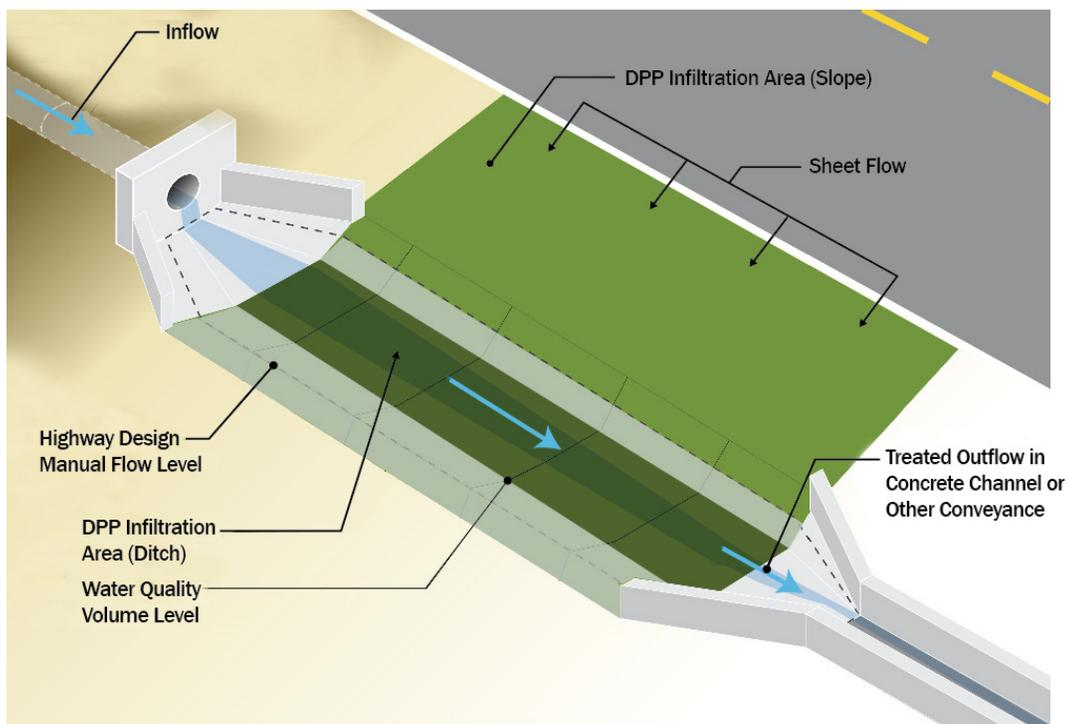 Inflow
DPP Infiltration Area (Slope)
Sheet Flow
Highway Design
Manual Flow Level
Treated Outflow in
Concrete Channel or
Other Conveyance
DPP Infiltration
Area (Ditch)
Water Quality
Volume Level